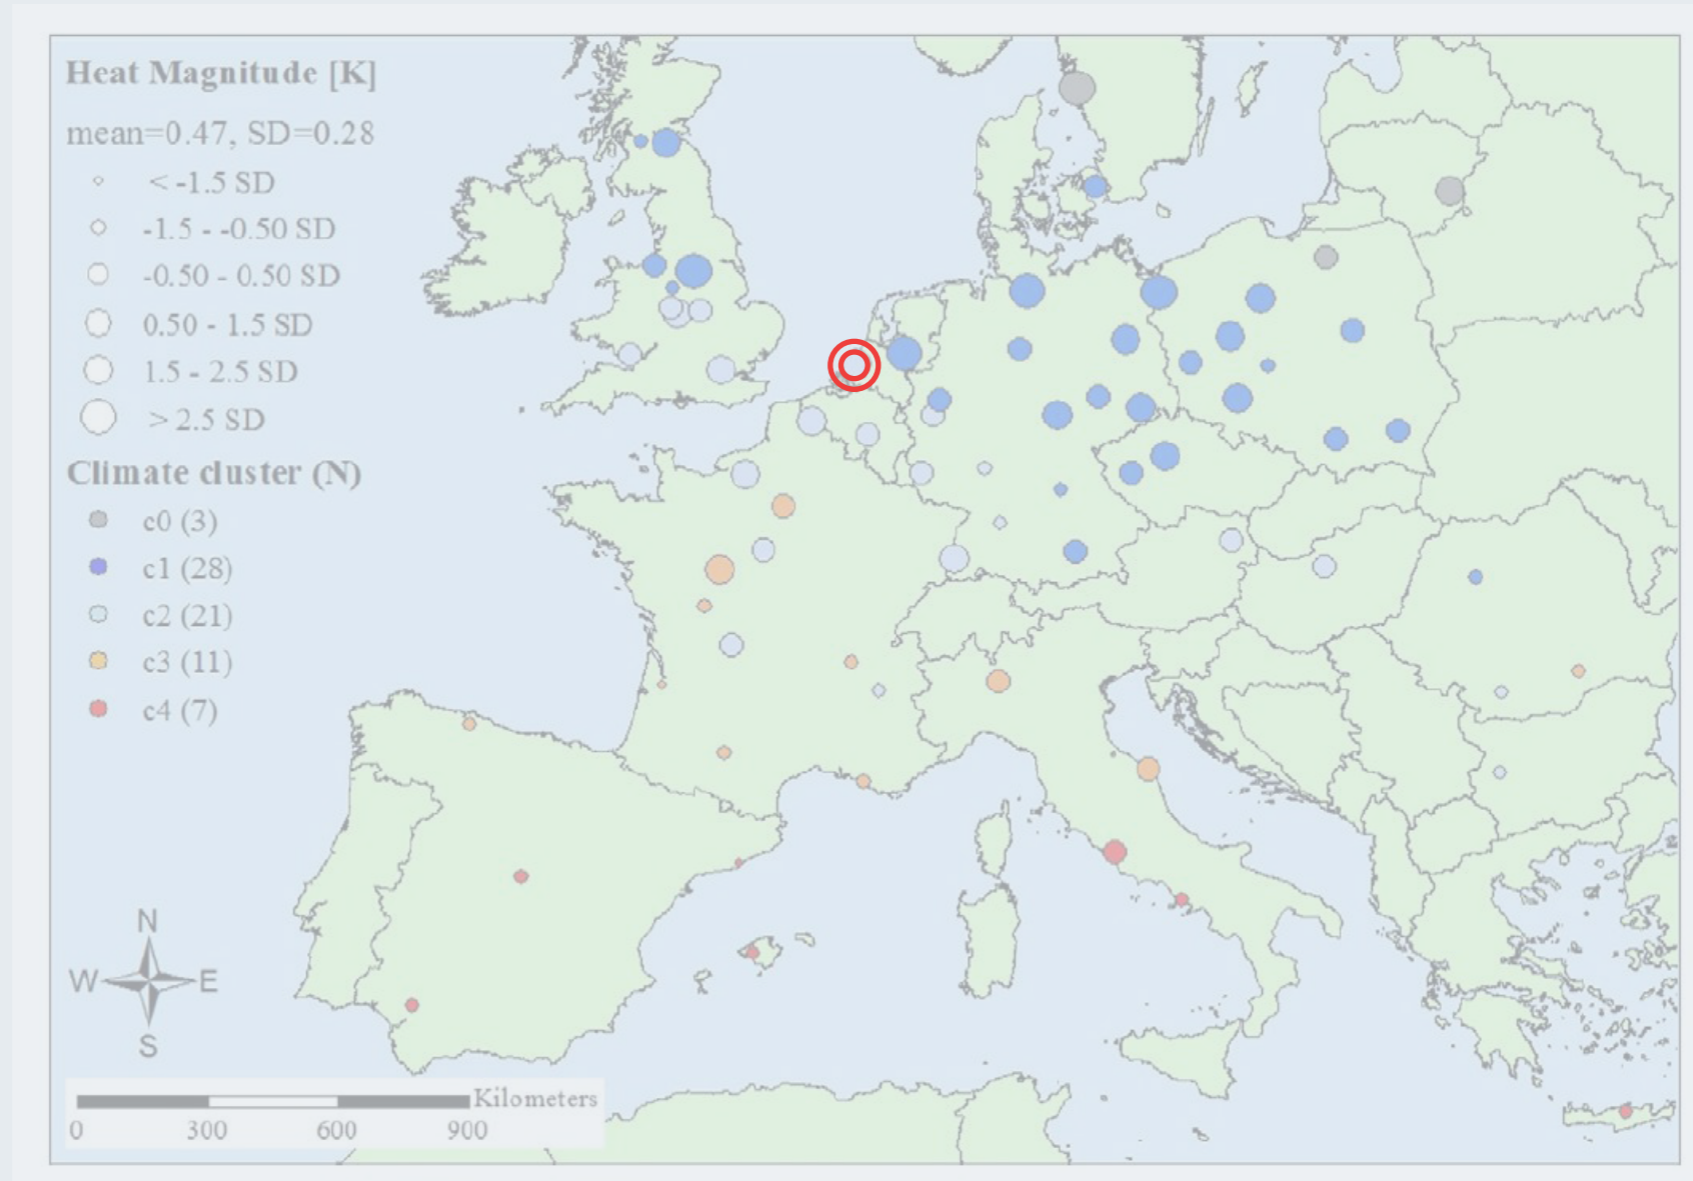 Heat Magnitude [K]
mean=0.47, SD=0.28
< -1.5 SD
-1.5 - -0.50 SD
-0.50 - 0.50 SD
0.50 - 1.5 SD
1.5 - 2.5 SD
> 2.5 SD
Climate cluster (N)
c0 (3)
c1 (28)
c2 (21)
c3 (11)
c4 (7)
N
W E
S
Kilometers
0 300 600 900